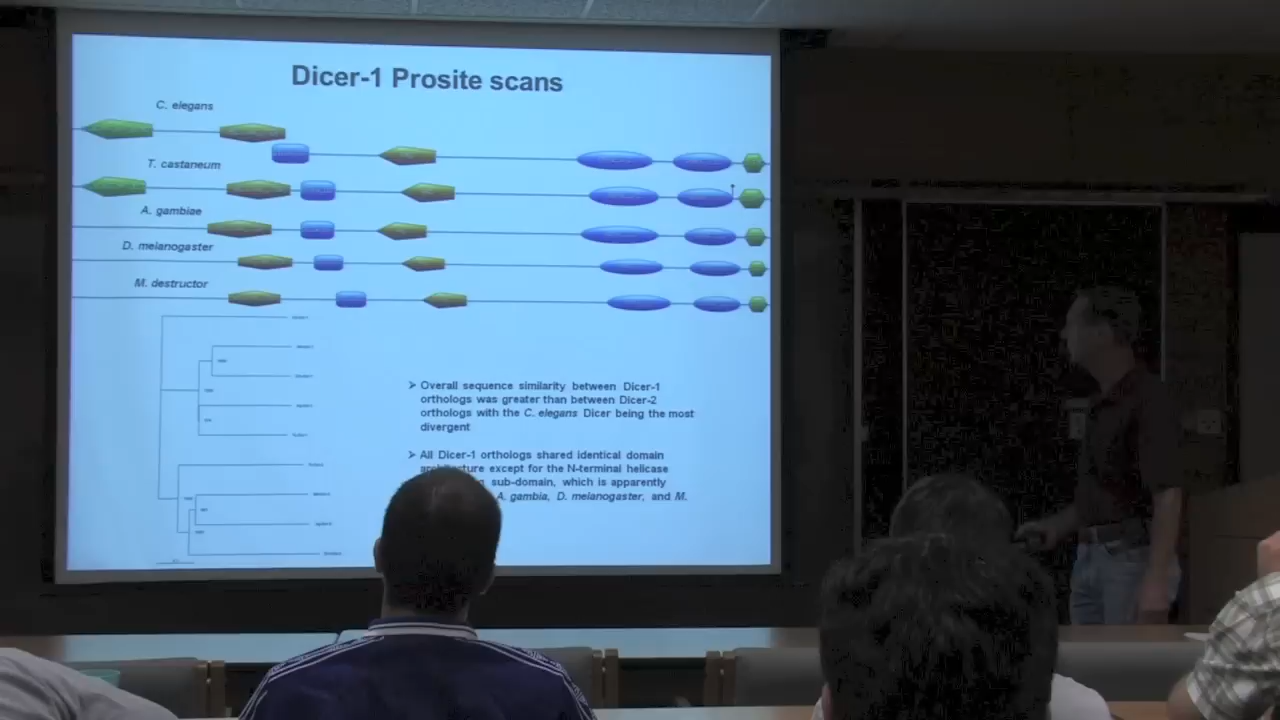 Dicer-1 Prosite scans
C. elegans
T. castaneum
A. gambiae
D. melanogaster
M. destructor
➢ Overall sequence similarity between Dicer-1
orthologs was greater than between Dicer-2
orthologs with the C. elegans Dicer being the most
divergent
➢ All Dicer-1 orthologs shared identical domain
except for the N-terminal helicase
sub-domain, which is apparently
A. gambia, D. melanogaster, and M.